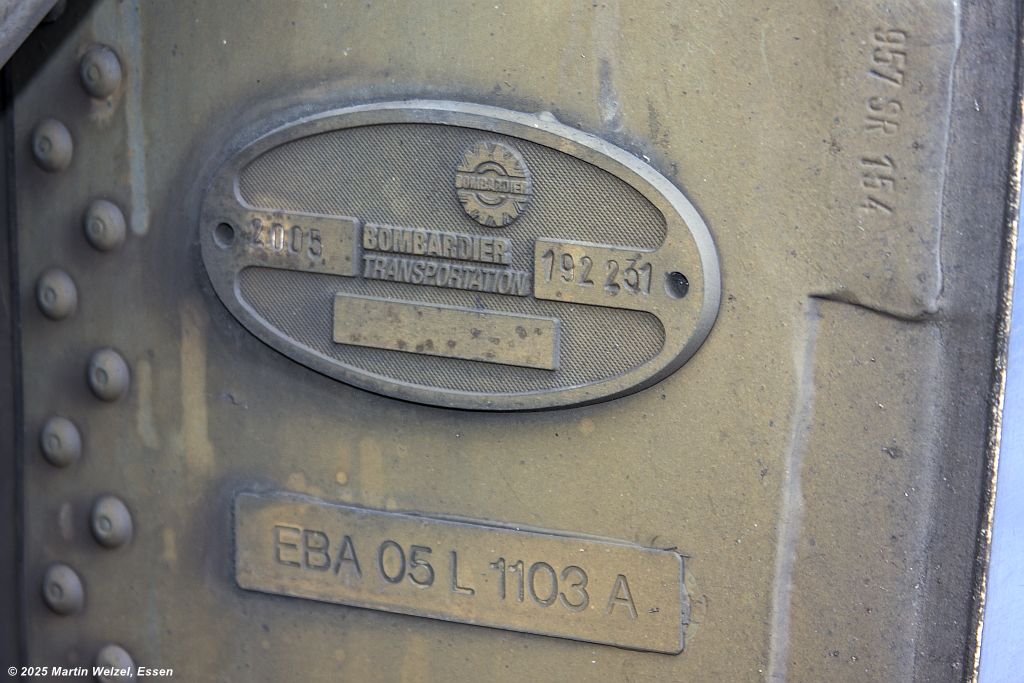 957 SR 154
BOMBARDIER
2005
BOMBARDIER
TRANSPORTATION
192 231
EBA 05 L 1103 A
© 2025 Martin Welzel, Essen